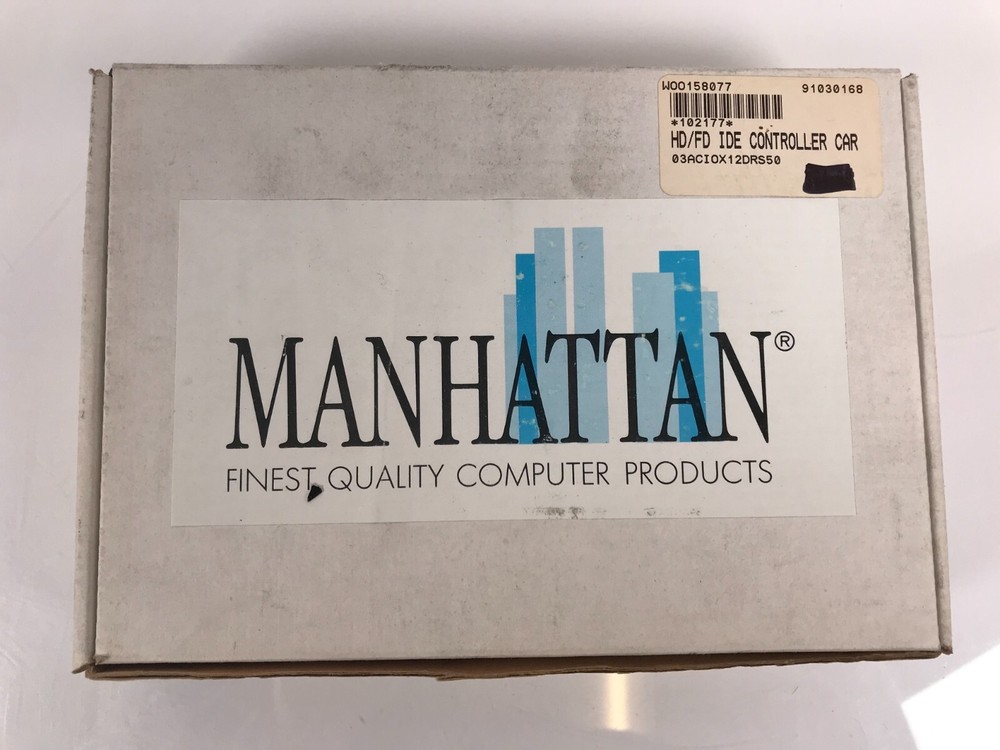 W00158077 91030168
*102177*
HD/FD IDE CONTROLLER CAR
03ACIOX12DRS50
MANHATTAN®
FINEST QUALITY COMPUTER PRODUCTS